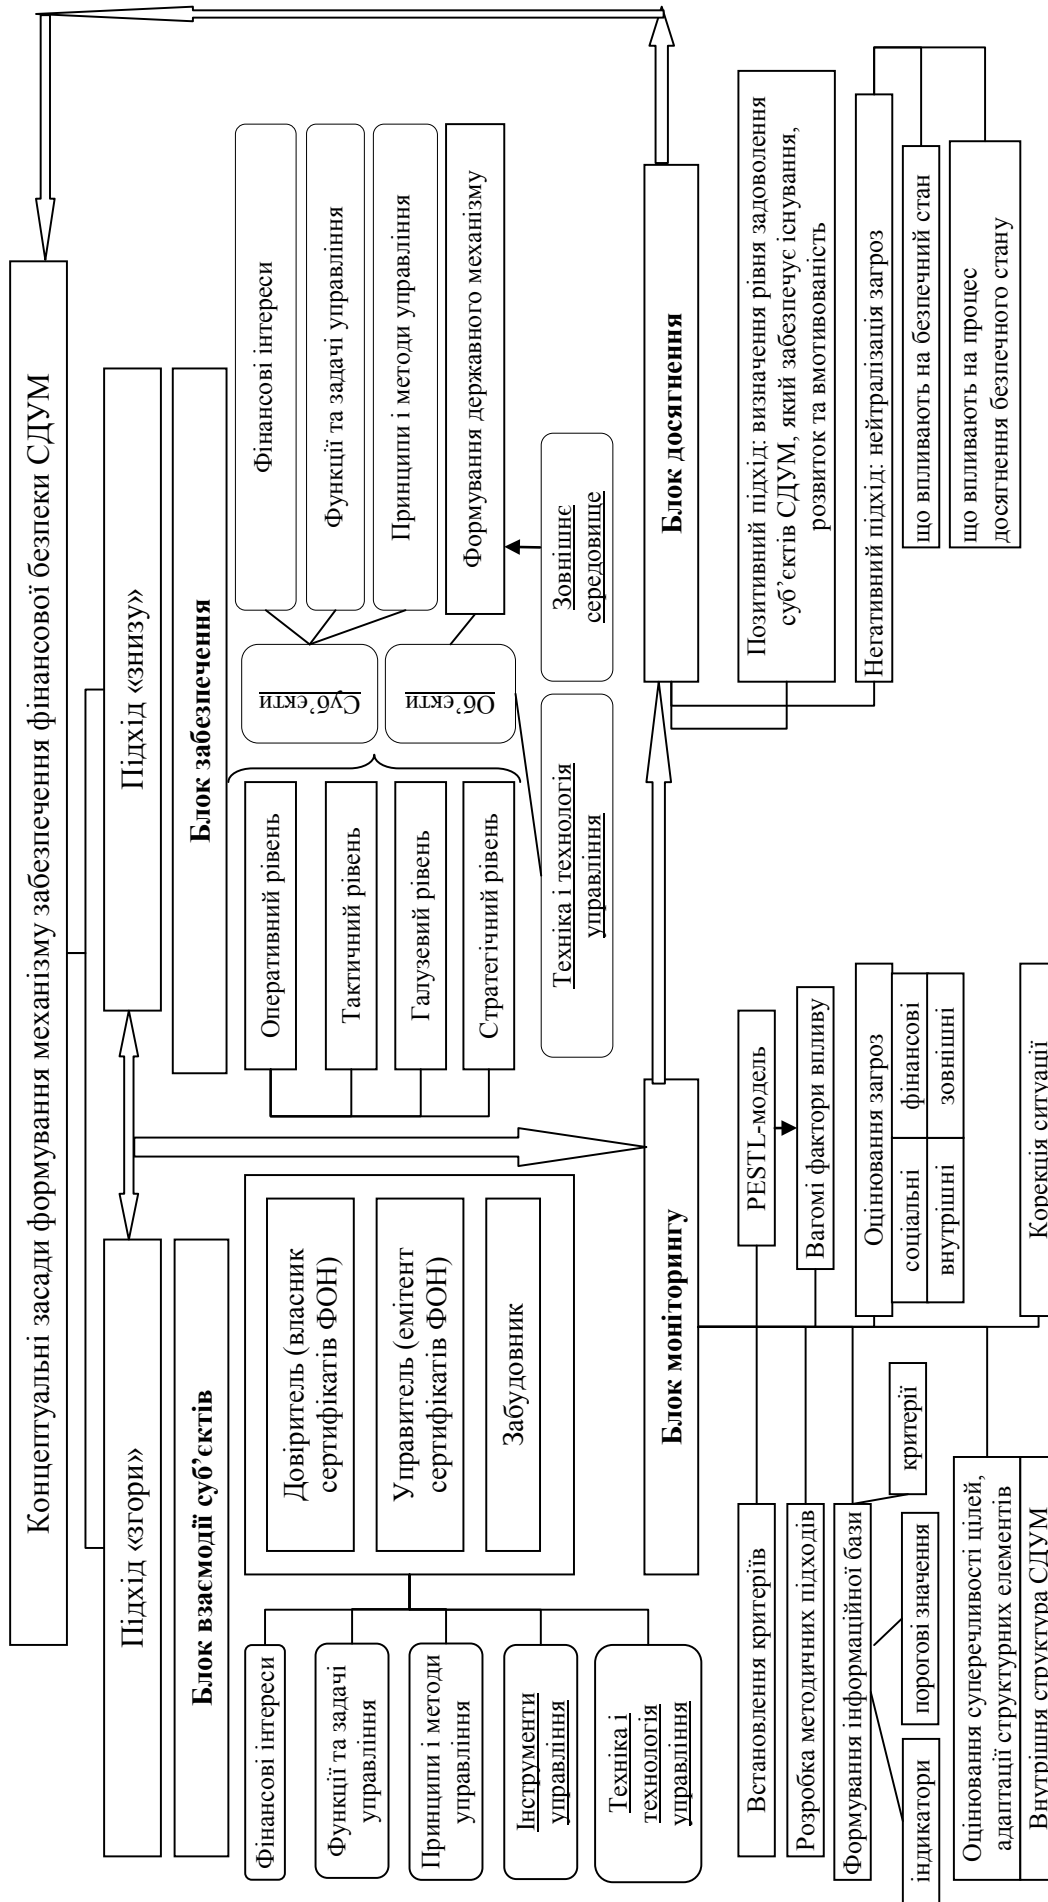 Концептуальні засади формування механізму забезпечення фінансової безпеки СДУМ
Підхід «згори»
Підхід «знизу»
Блок взаємодії суб’єктів
Блок забезпечення
Фінансові інтереси
Функції та задачі
управління
Принципи і методи
управління
Інструменти
управління
Техніка і
технологія
управління
Довіритель (власник
сертифікатів ФОН)
Управитель (емітент
сертифікатів ФОН)
Забудовник
Оперативний рівень
Тактичний рівень
Галузевий рівень
Стратегічний рівень
Суб’єкти
Об’єкти
Фінансові інтереси
Функції та задачі управління
Принципи і методи управління
Формування державного механізму
Техніка і технологія
управління
Зовнішнє
середовище
Блок моніторингу
Блок досягнення
Встановлення критеріїв
Розробка методичних підходів
Формування інформаційної бази
індикатори
порогові значення
критерії
Оцінювання суперечливості цілей,
адаптації структурних елементів
Внутрішня структура СДУМ
PESTL-модель
Вагомі фактори впливу
Оцінювання загроз
соціальні
фінансові
внутрішні
зовнішні
Корекція ситуації
Позитивний підхід: визначення рівня задоволення
суб’єктів СДУМ, який забезпечує існування,
розвиток та вмотивованість
Негативний підхід: нейтралізація загроз
що впливають на безпечний стан
що впливають на процес
досягнення безпечного стану